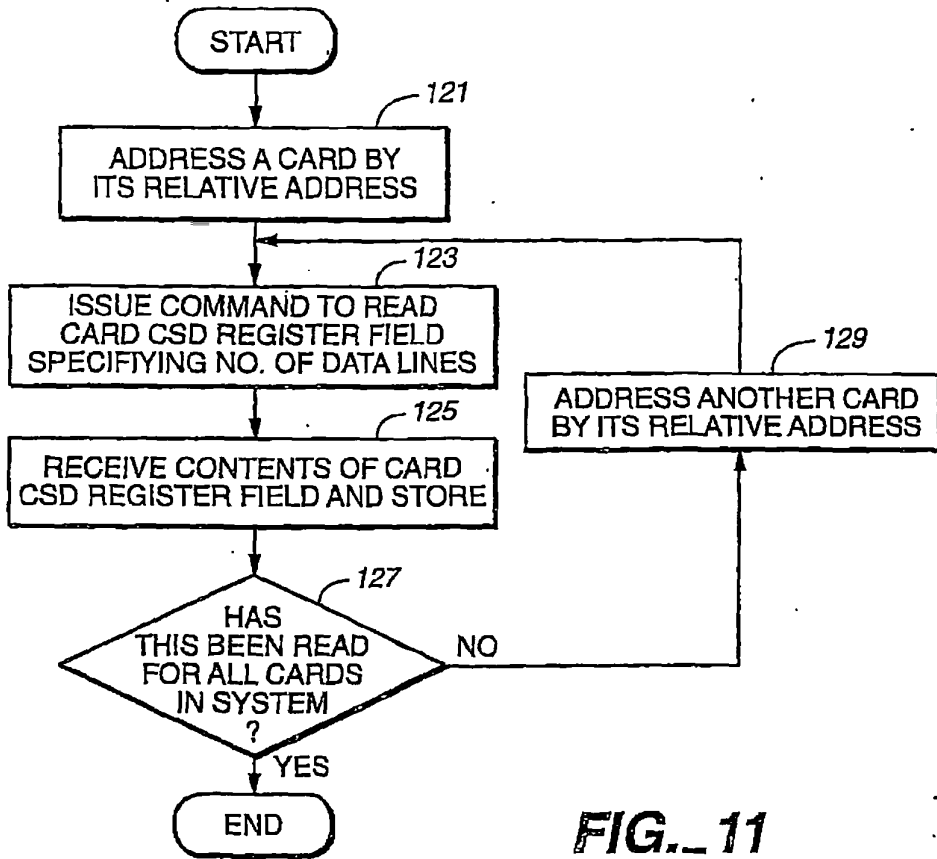 START
121
ADDRESS A CARD BY
ITS RELATIVE ADDRESS
123
ISSUE COMMAND TO READ
CARD CSD REGISTER FIELD
SPECIFIYING NO. OF DATA LINES
129
ADDRESS ANOTHER CARD
BY ITS RELATIVE ADDRESS
125
RECEIVE CONTENTS OF CARD
CSD REGISTER FIELD AND STORE
127
HAS
THIS BEEN READ
FOR ALL CARDS
IN SYSTEM
?
NO
YES
END
FIG._11